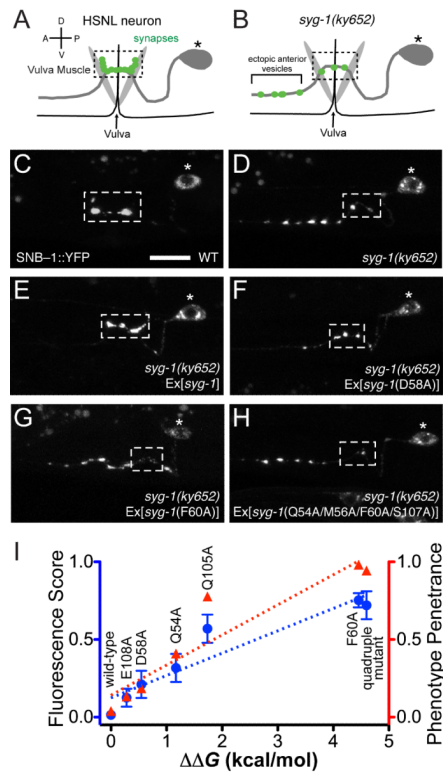 A
HSNL neuron
D
A
P
V
synapses
Vulva Muscle
*
Vulva
B
syg-1(ky652)
*
ectopic anterior
vesicles
Vulva
C
*
SNB–1::YFP
WT
D
*
syg-1(ky652)
E
*
syg-1(ky652)
Ex[syg-1]
F
*
syg-1(ky652)
Ex[syg-1(D58A)]
G
*
syg-1(ky652)
Ex[syg-1(F60A)]
H
*
syg-1(ky652)
Ex[syg-1(Q54A/M56A/F60A/S107A)]
I
Fluorescence Score
1.0
0.5
0.0
wild-type
E108A
D58A
Q54A
Q105A
F60A
quadruple
mutant
1.0
0.5
0.0
Phenotype Penetrance
0 1 2 3 4 5
ΔΔG (kcal/mol)